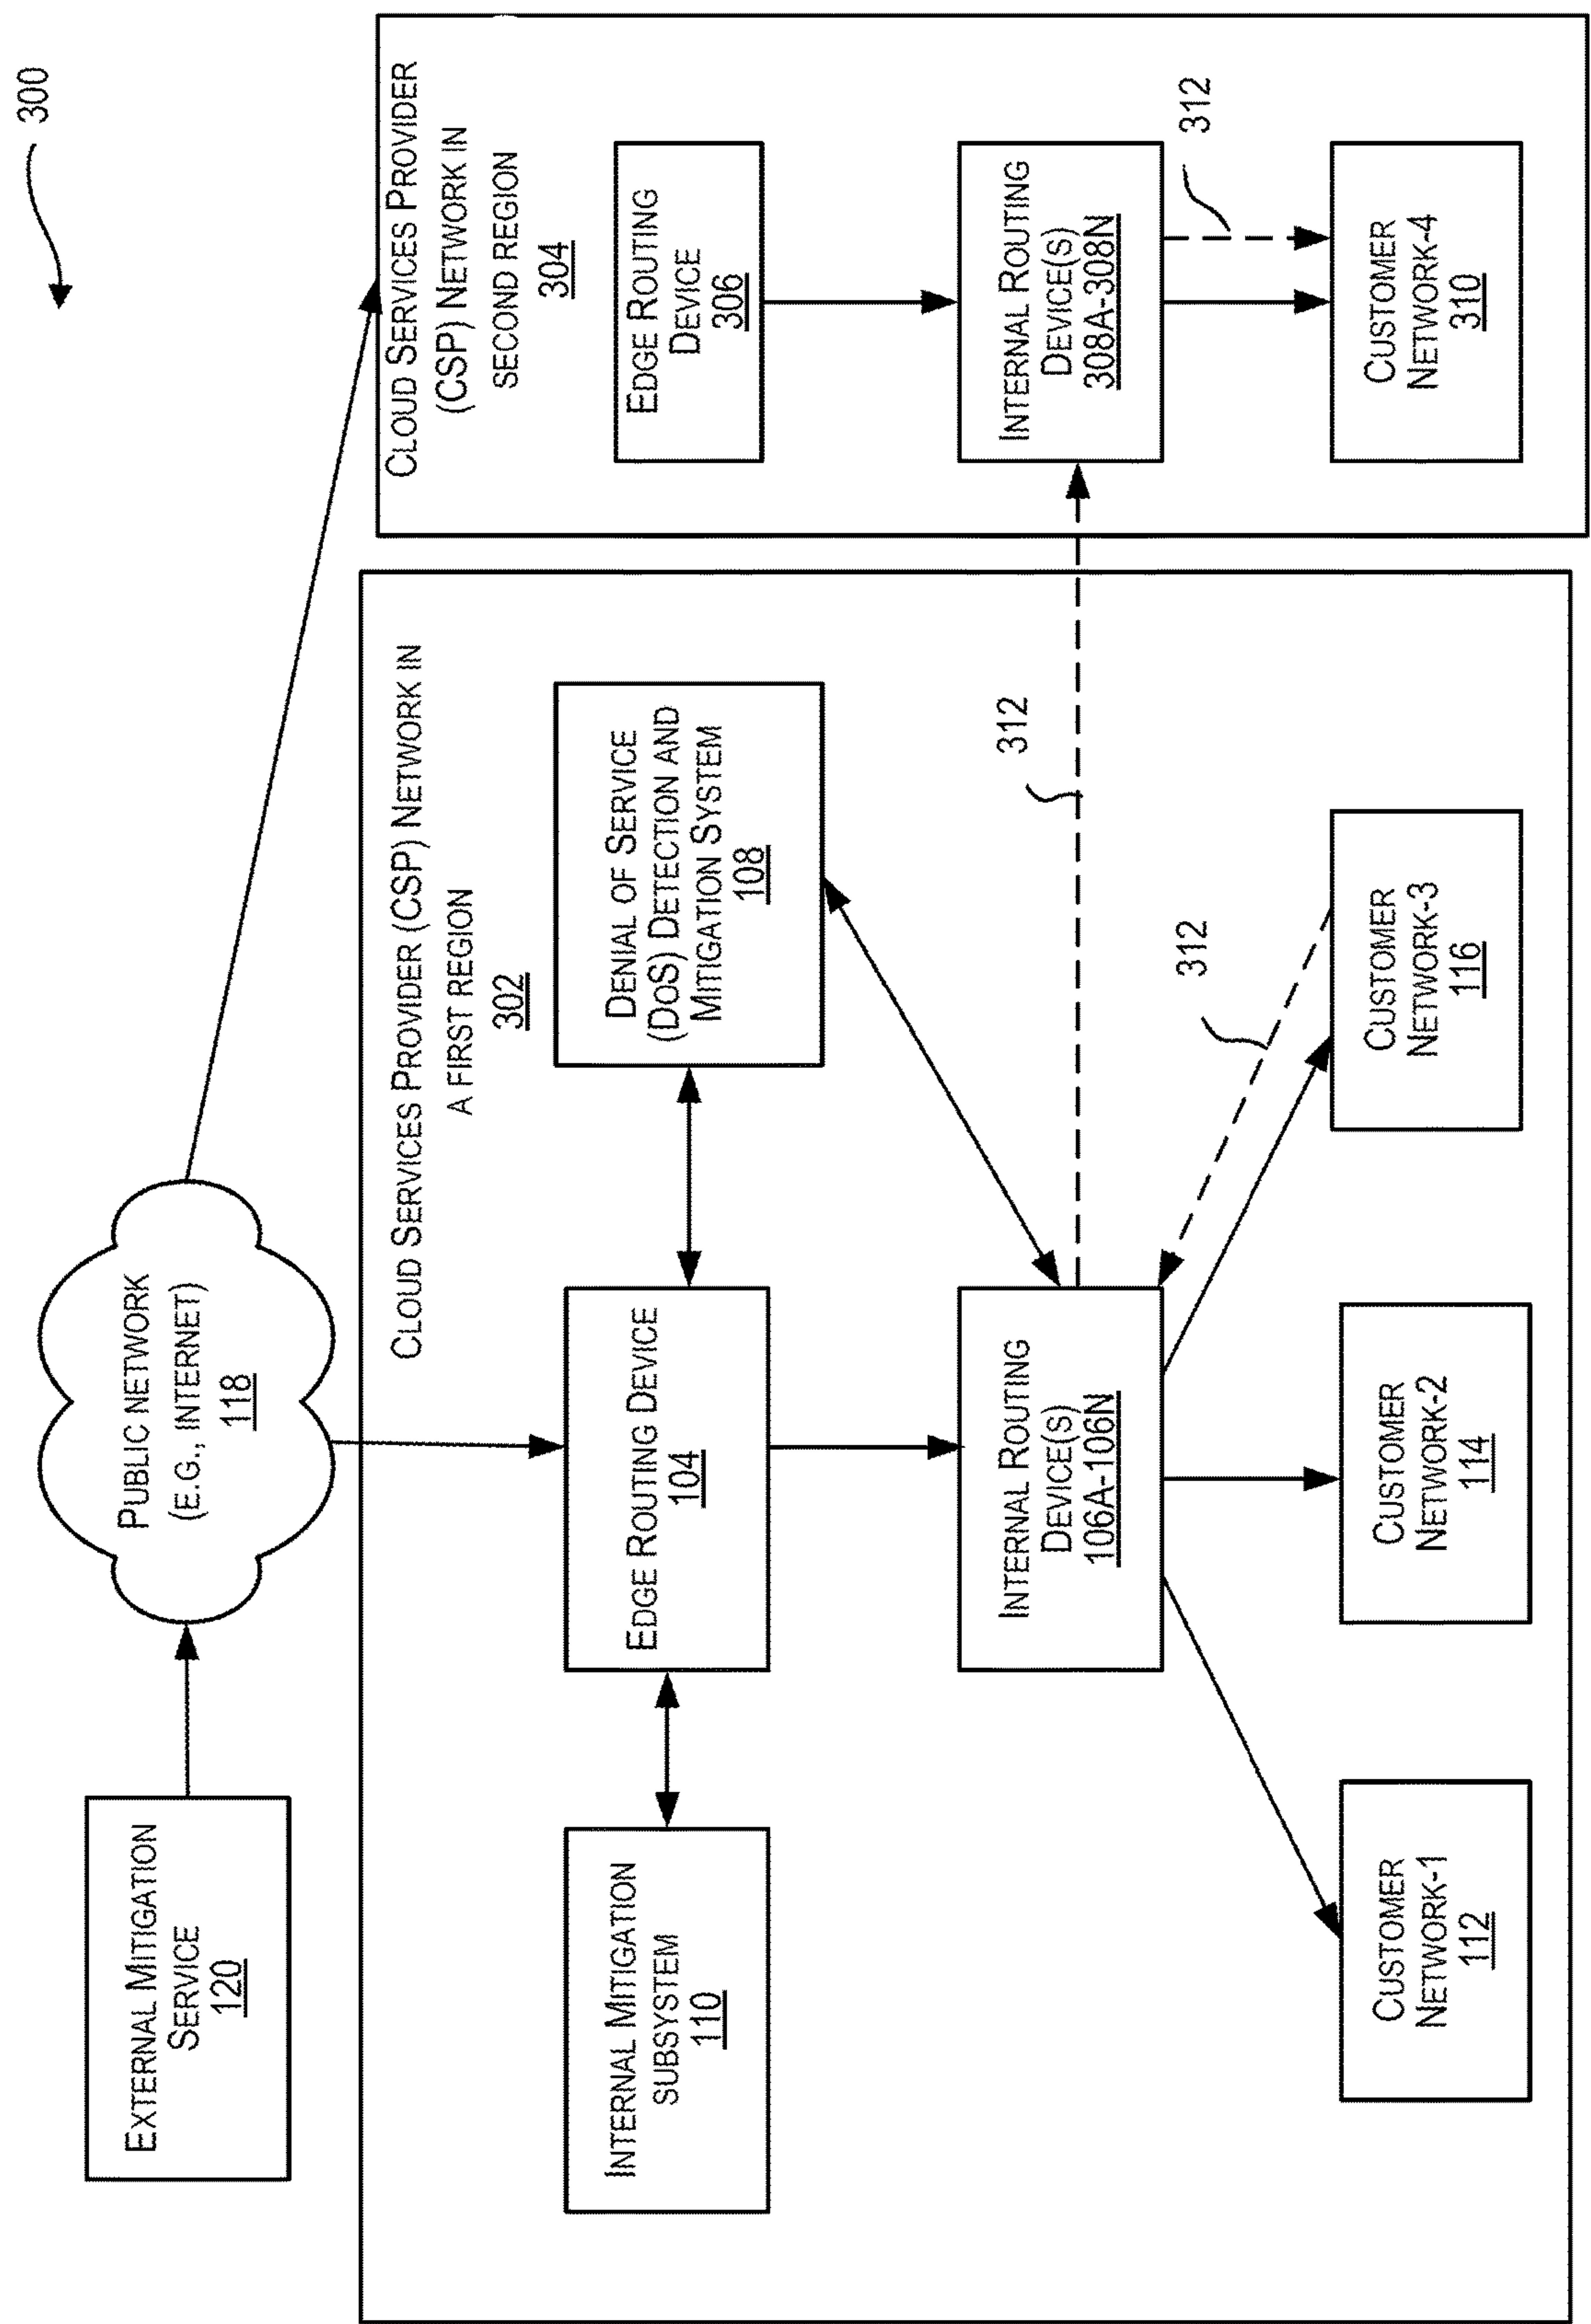 300
EXTERNAL MITIGATION
SERVICE
120
PUBLIC NETWORK
(E.G., INTERNET)
118
CLOUD SERVICES PROVIDER (CSP) NETWORK IN
A FIRST REGION
302
INTERNAL MITIGATION
SUBSYSTEM
110
EDGE ROUTING DEVICE
104
DENIAL OF SERVICE
(DOS) DETECTION AND
MITIGATION SYSTEM
108
INTERNAL ROUTING
DEVICE(S)
106A-106N
312
312
CUSTOMER
NETWORK-1
112
CUSTOMER
NETWORK-2
114
CUSTOMER
NETWORK-3
116
CLOUD SERVICES PROVIDER
(CSP) NETWORK IN
SECOND REGION
304
EDGE ROUTING
DEVICE
306
INTERNAL ROUTING
DEVICE(S)
308A-308N
312
CUSTOMER
NETWORK-4
310